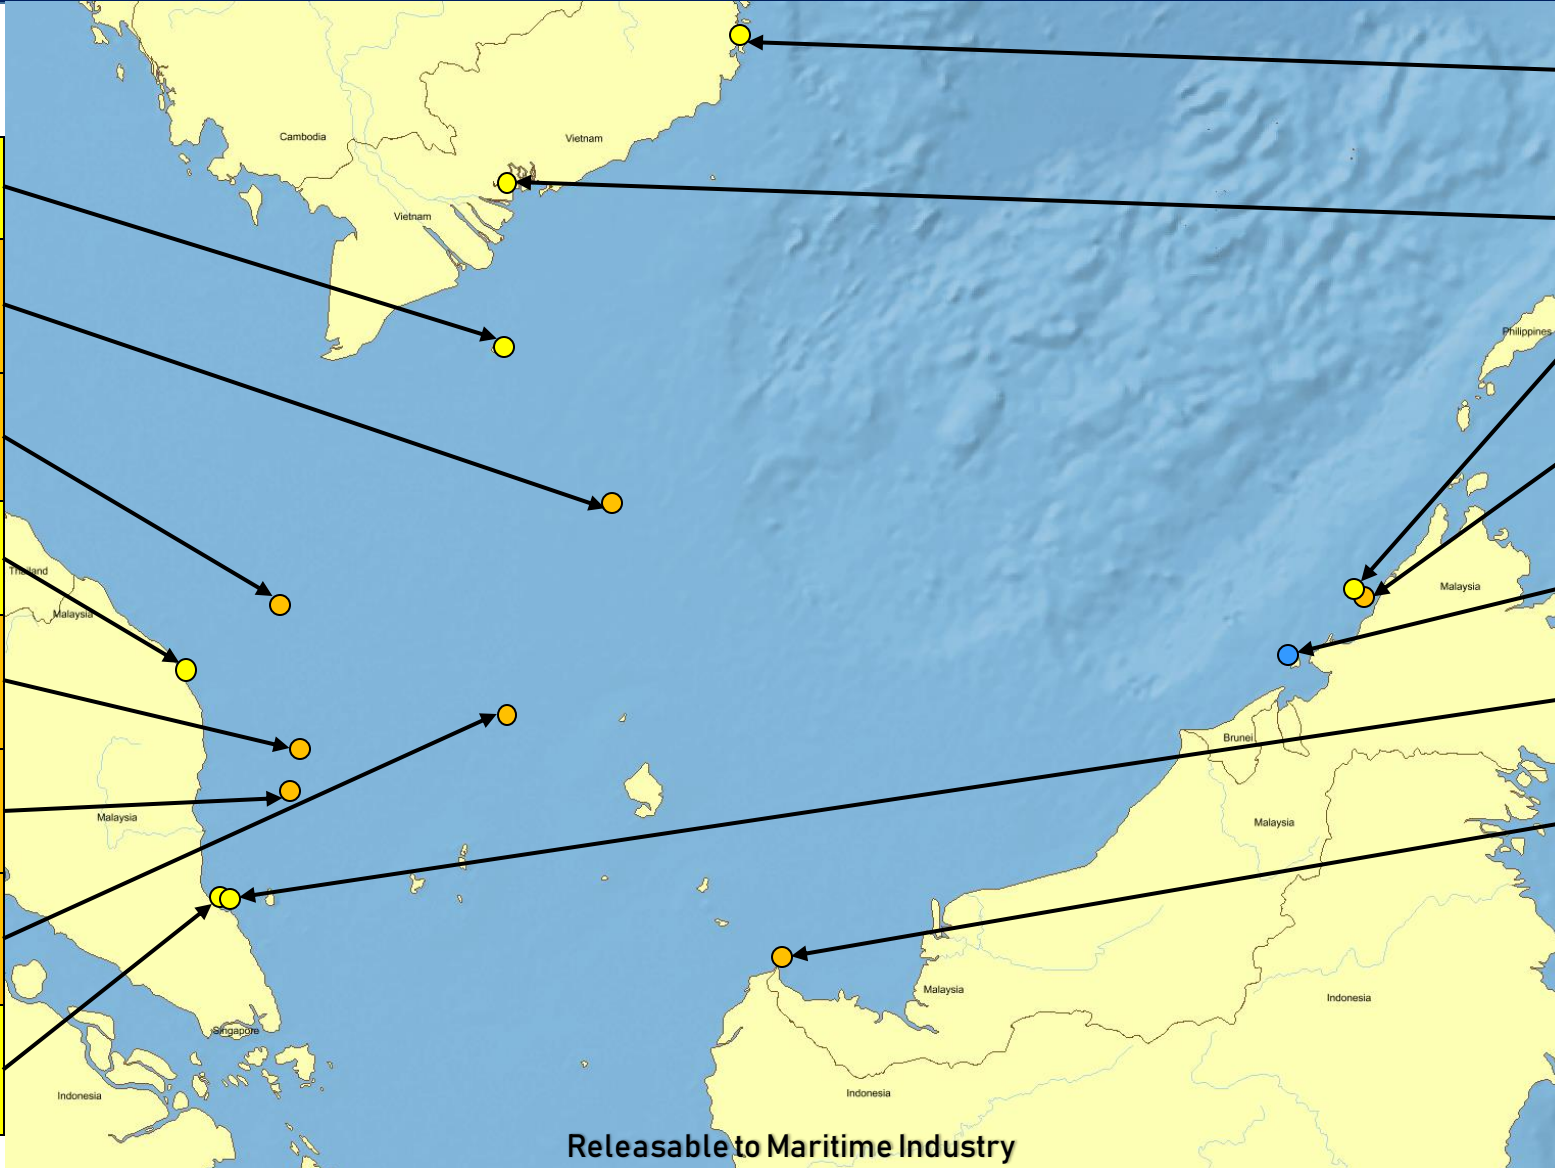 Cambodia
Vietnam
Vietnam
Philippines
Thailand
Malaysia
Malaysia
Brunei
Malaysia
Malaysia
Malaysia
Indonesia
Singapore
Indonesia
Indonesia
Releasable to Maritime Industry